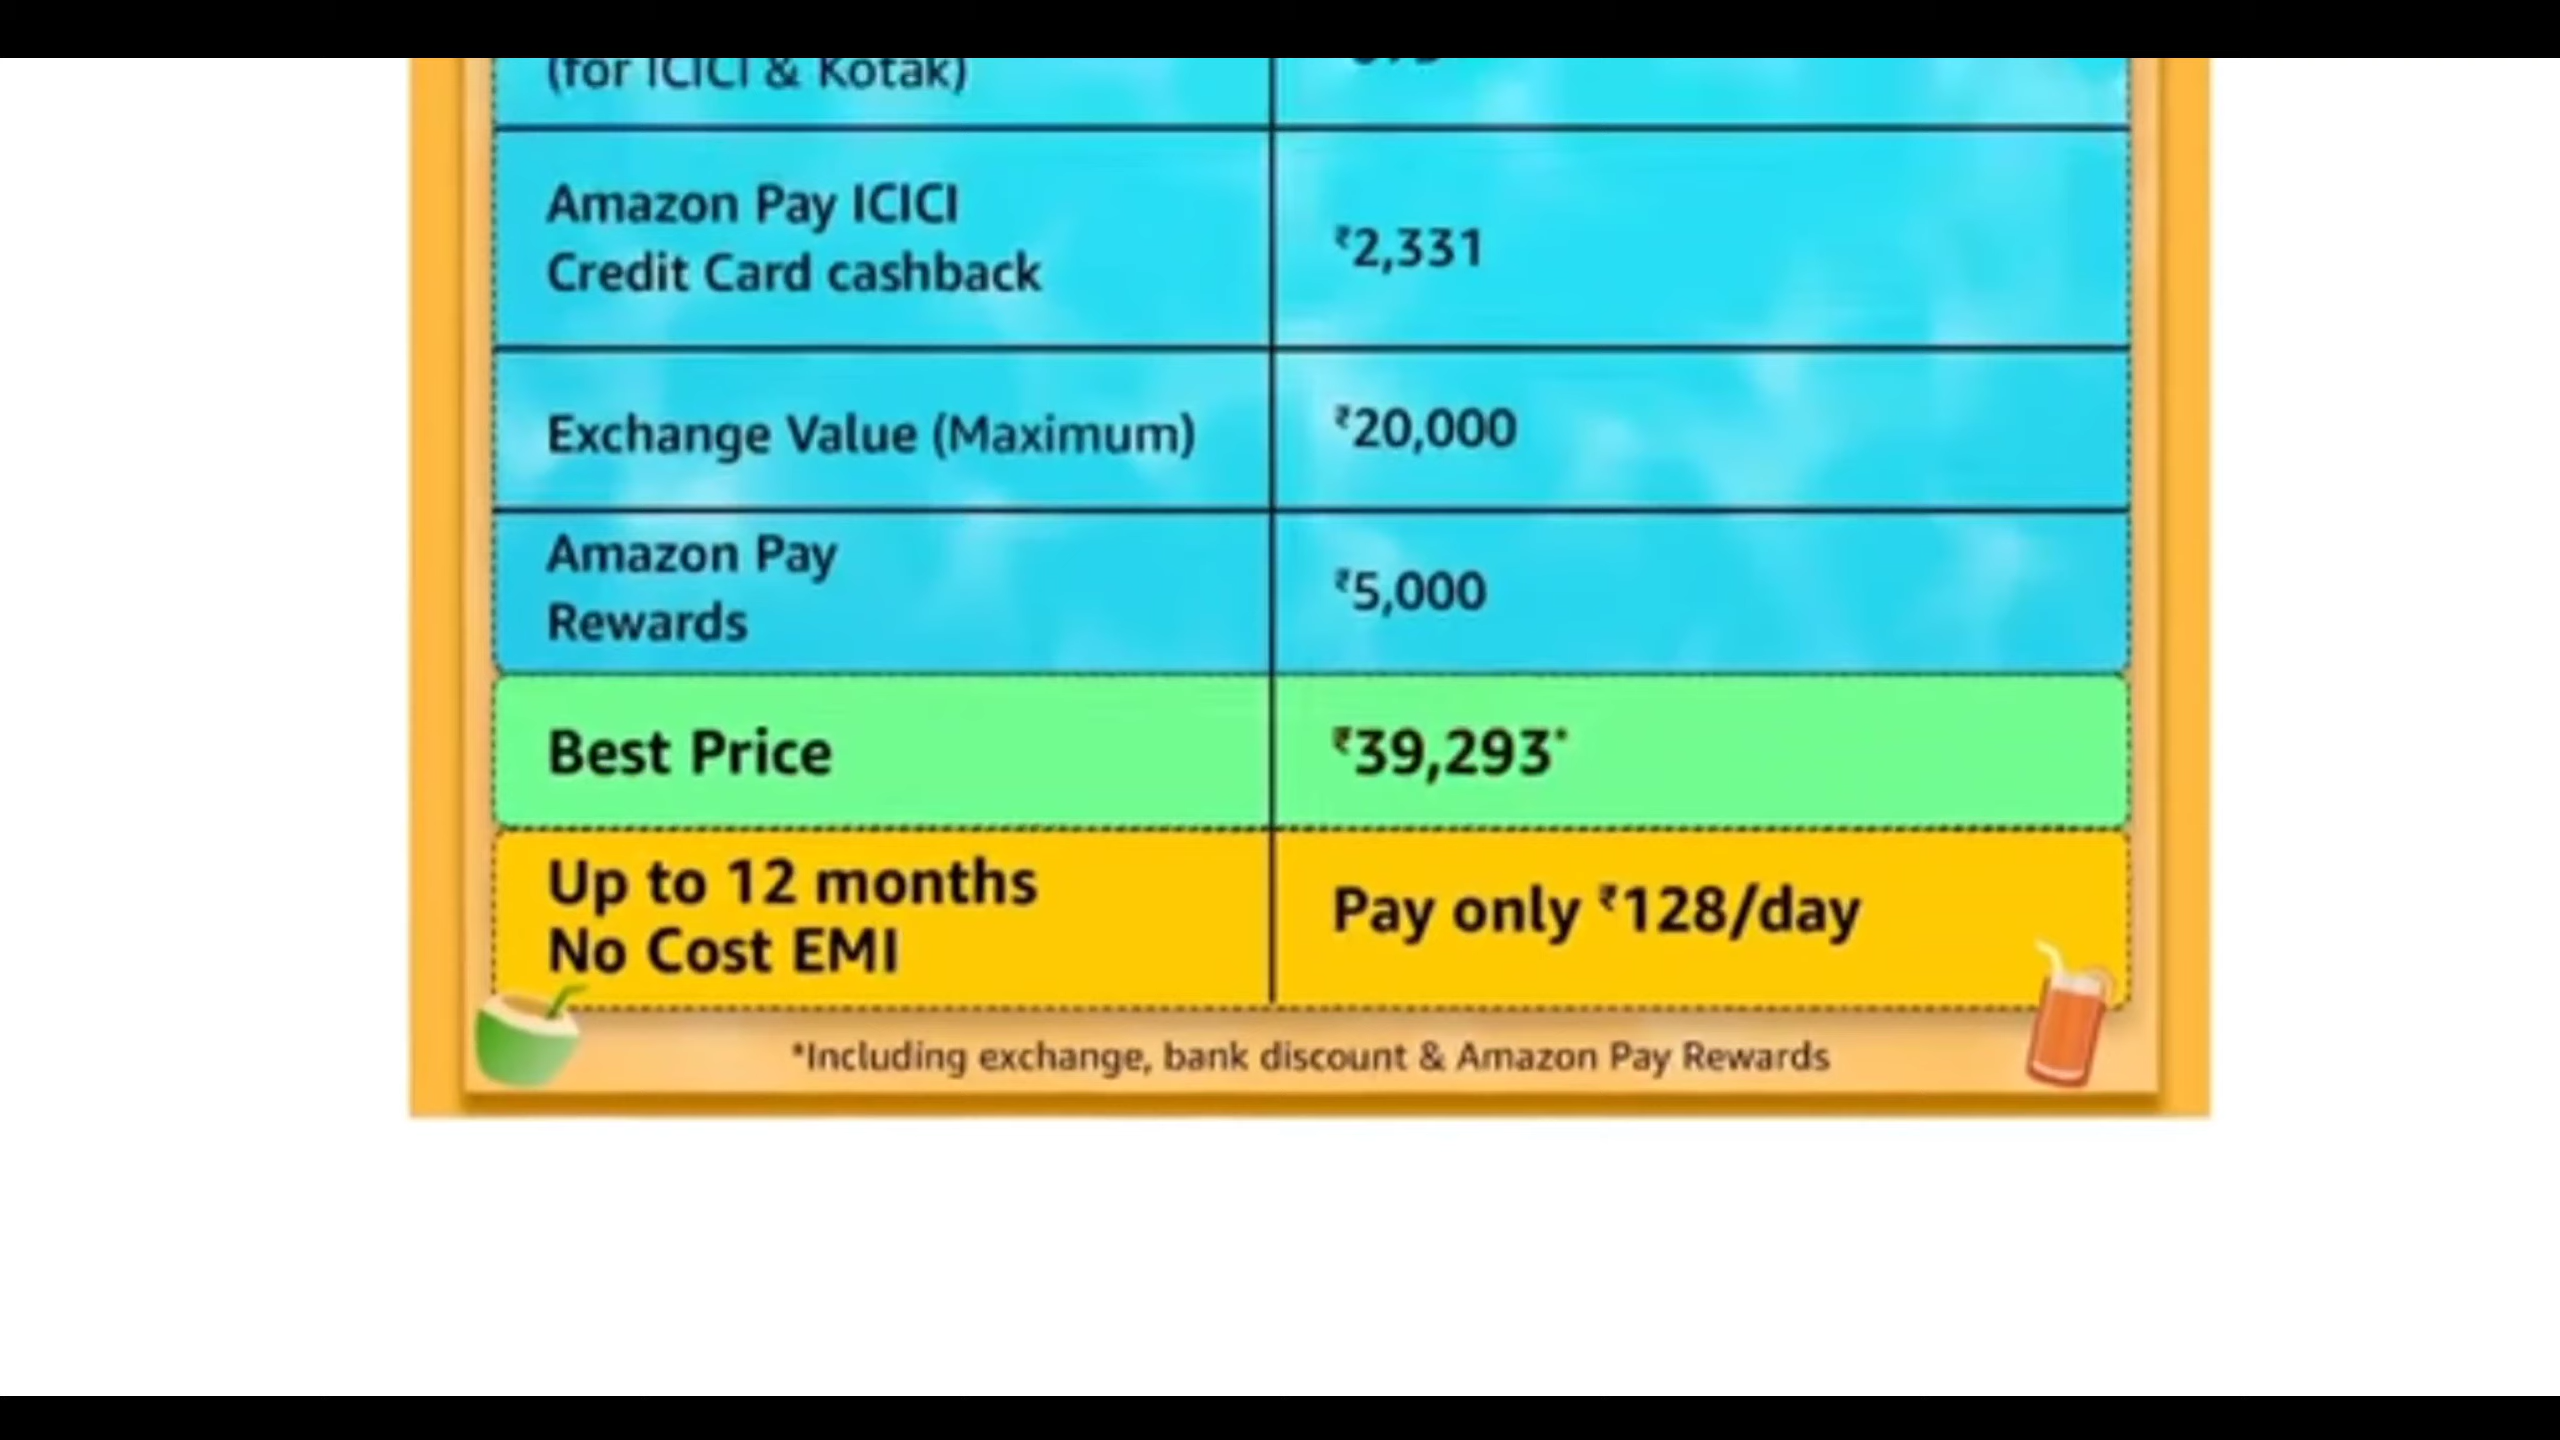 (for ICICI & Kotak)
Amazon Pay ICICI
Credit Card cashback
₹2,331
Exchange Value (Maximum)
₹20,000
Amazon Pay
Rewards
₹5,000
Best Price
₹39,293*
Up to 12 months
No Cost EMI
Pay only ₹128/day
*Including exchange, bank discount & Amazon Pay Rewards